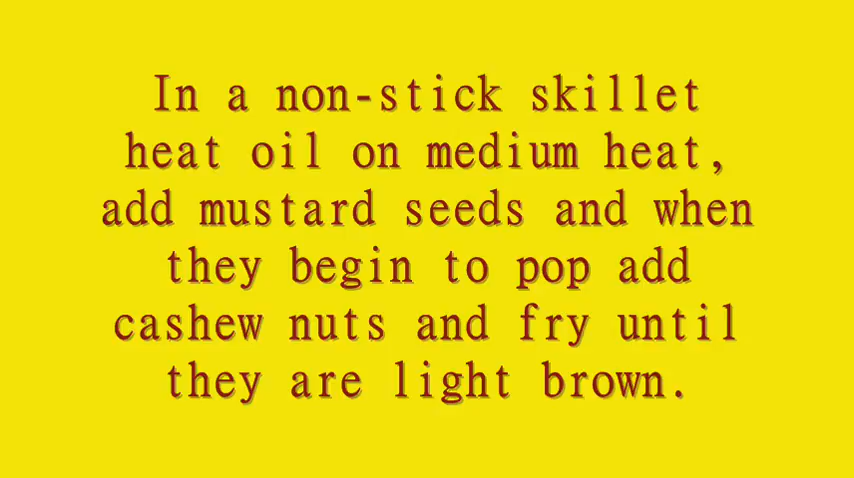 In a non-stick skillet
heat oil on medium heat,
add mustard seeds and when
they begin to pop add
cashew nuts and fry until
they are light brown.